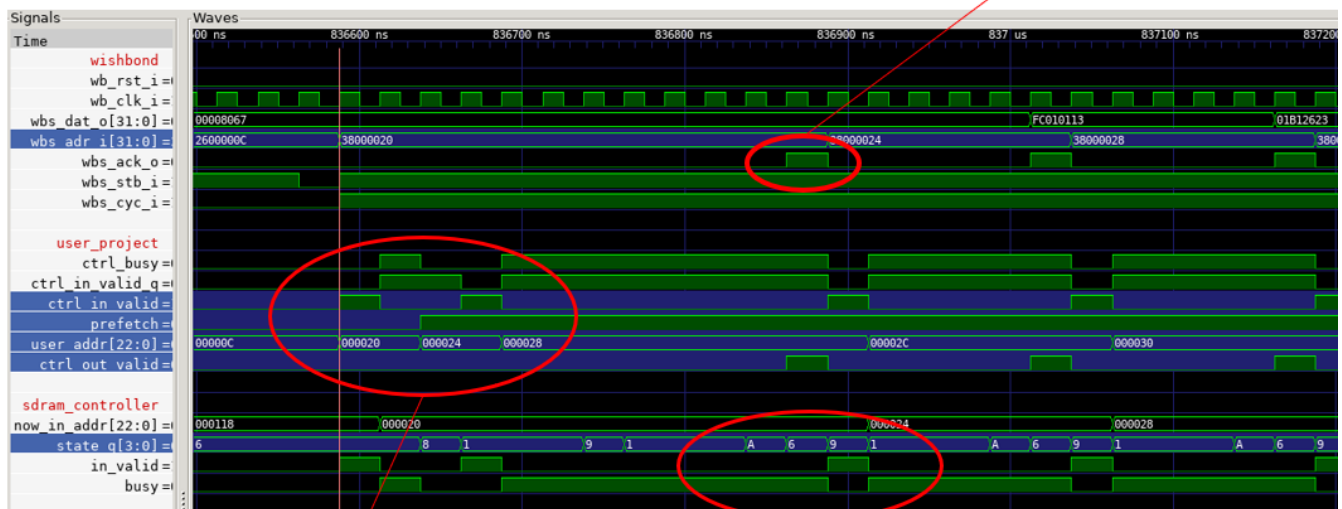 Signals
Waves
Time
00 ns 836600 ns 836700 ns 836800 ns 836900 ns 837 us 837100 ns 837200
wishbond
wb_rst_i =
wb_clk_i =
wbs_dat_o[31:0] = 00008067 FC010113 01B12623
wbs_adr_i[31:0] = 2600000C 38000020 38000024 38000028 380
wbs_ack_o =
wbs_stb_i =
wbs_cyc_i =
user_project
ctrl_busy =
ctrl_in_valid_q =
ctrl_in_valid =
prefetch =
user_addr[22:0] = 00000C 000020 000024 000028 00002C 000030
ctrl_out_valid =
sdram_controller
now_in_addr[22:0] = 000118 000020 000024 000028
state_q[3:0] = 6 8 1 9 1 A 6 9 1 A 6 9 1 A 6 9
in_valid =
busy =